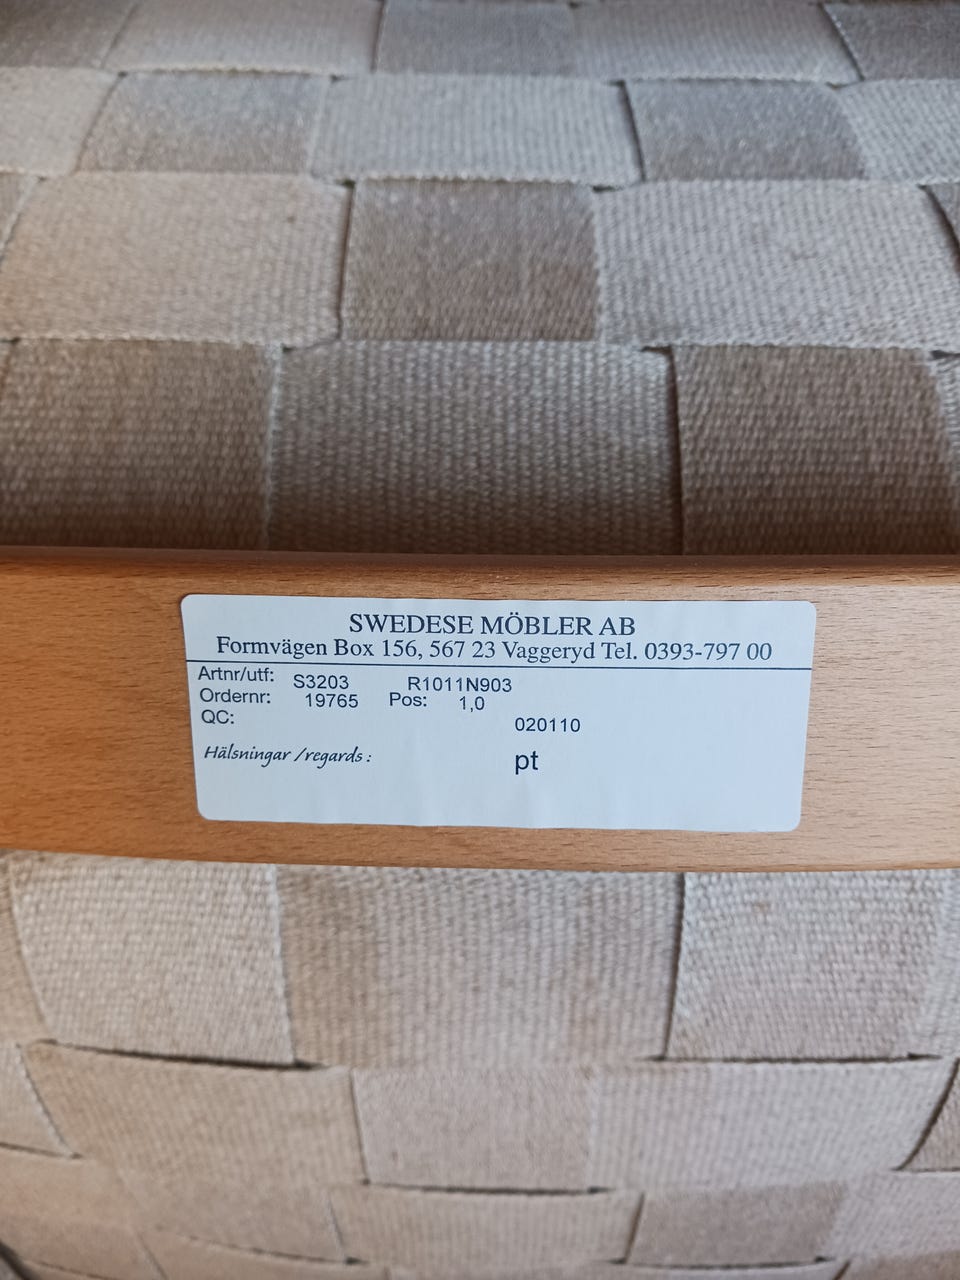 SWEDESE MÖBLER AB
Formvägen Box 156, 567 23 Vaggeryd Tel. 0393-797 00
Artnr/utf: S3203 R1011N903
Ordernr: 19765 Pos: 1,0
QC: 020110
Hälsningar /regards : pt